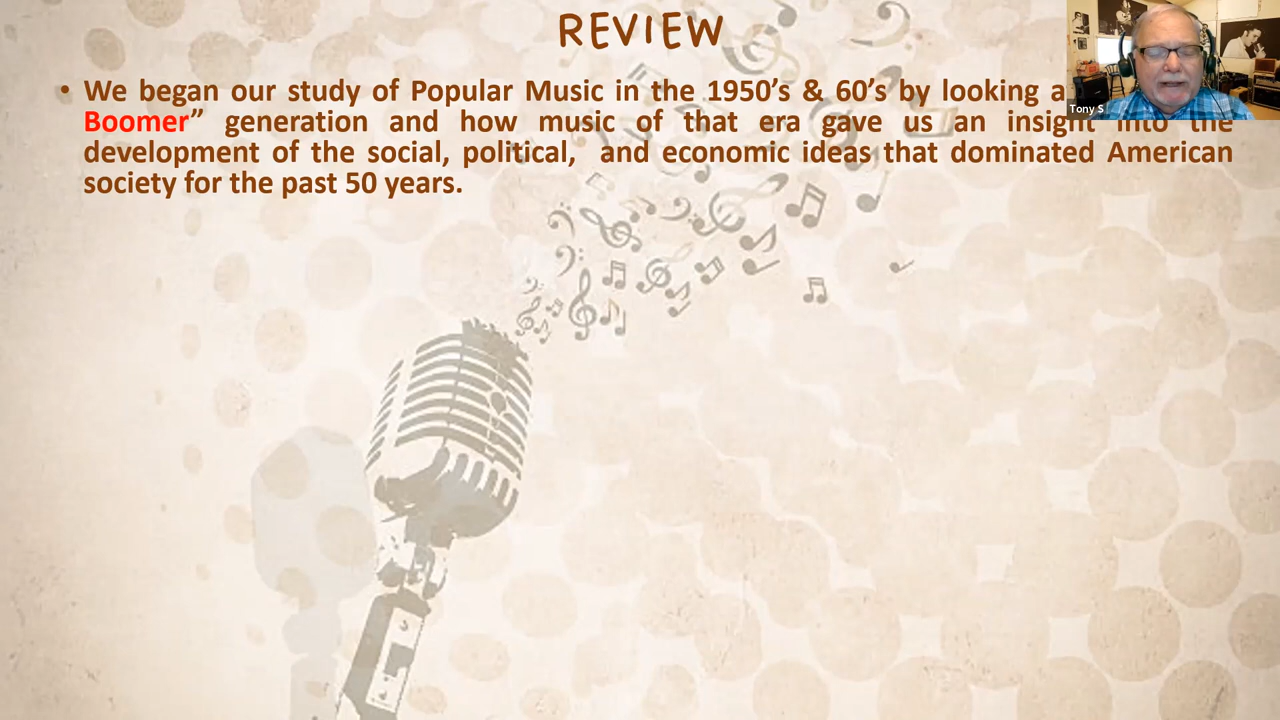 REVIEW
• We began our study of Popular Music in the 1950's & 60's by looking a
Boomer” generation and how music of that era gave us an insight into the
development of the social, political, and economic ideas that dominated American
society for the past 50 years.
Tony S